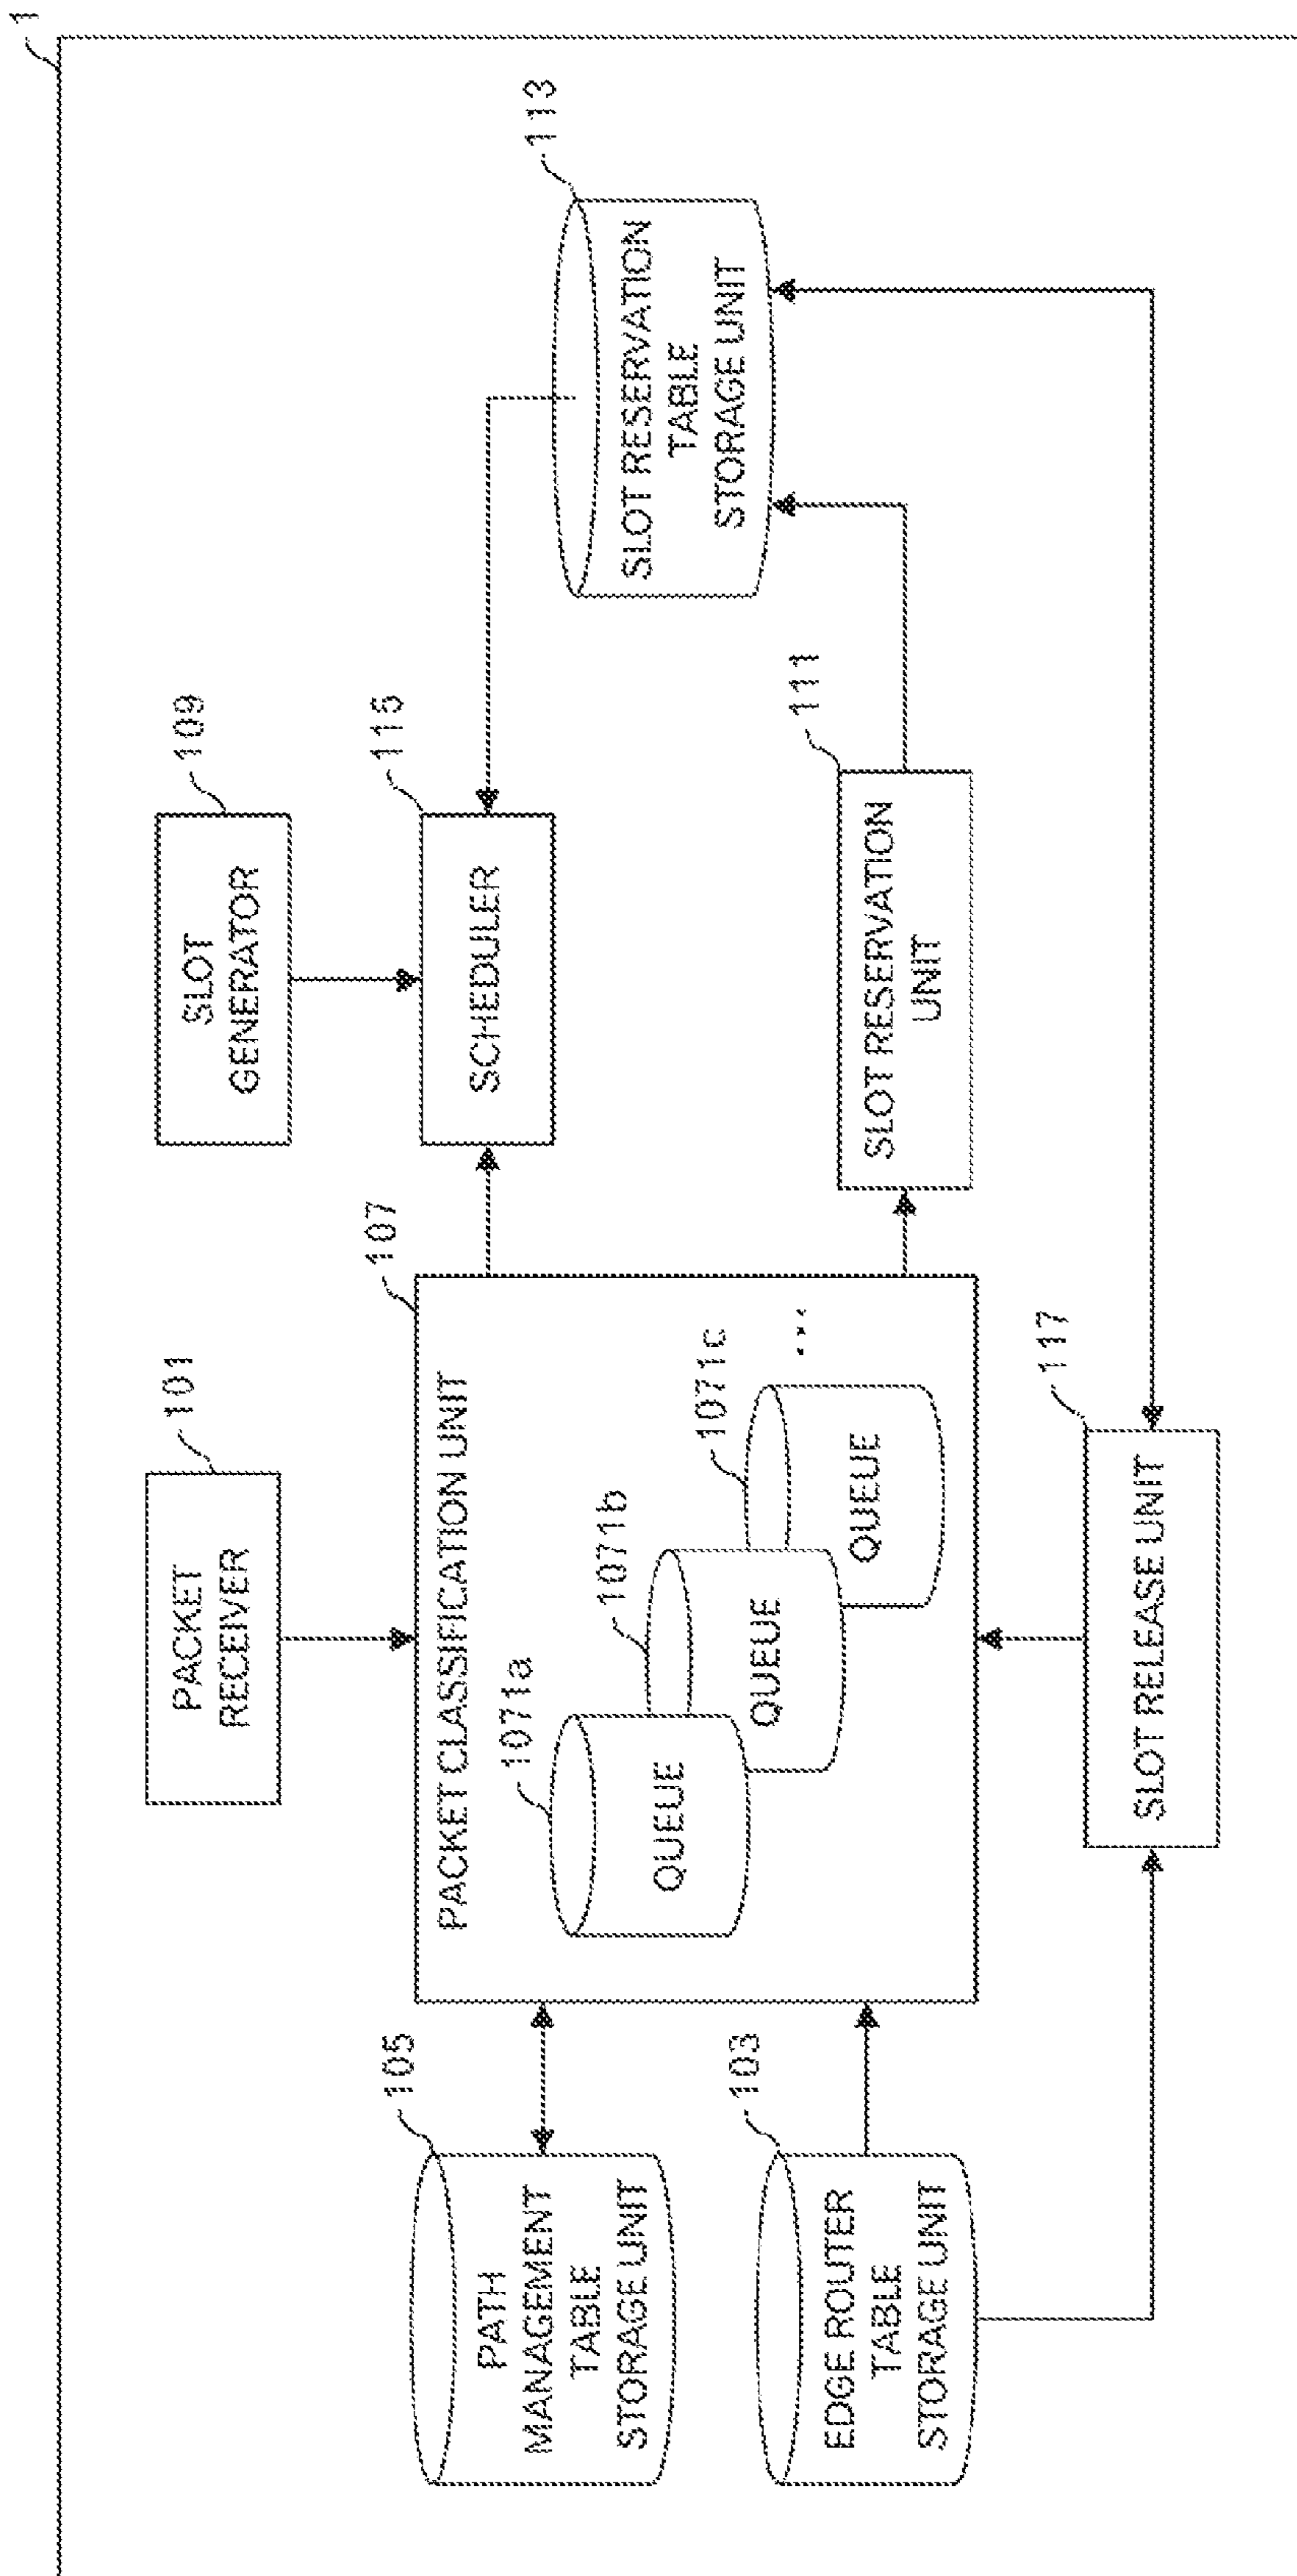 1
PACKET
RECEIVER
101
SLOT
GENERATOR
109
PATH
MANAGEMENT
TABLE
STORAGE UNIT
105
PACKET CLASSIFICATION UNIT
107
QUEUE
1071a
QUEUE
1071b
QUEUE
1071c
...
SCHEDULER
115
SLOT RESERVATION
TABLE
STORAGE UNIT
113
EDGE ROUTER
TABLE
STORAGE UNIT
103
SLOT RESERVATION
UNIT
111
SLOT RELEASE UNIT
117